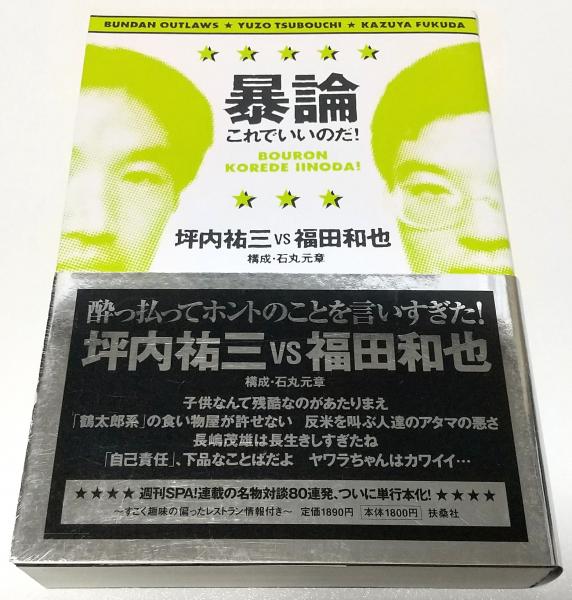 BUNDAN OUTLAWS ★ YUZO TSUBOUCHI ★ KAZUYA FUKUDA
暴論
これでいいのだ!
BOURON
KOREDE IINODA!
坪内祐三 VS 福田和也
構成・石丸元章
酔っ払ってホントのことを言いすぎた!
坪内祐三 VS 福田和也
構成・石丸元章
子供なんて残酷なのがあたりまえ
「鶴太郎系」の食い物屋が許せない 反米を叫ぶ人達のアタマの悪さ
長嶋茂雄は長生きしすぎたね
「自己責任」、下品なことばだよ ヤワラちゃんはカワイイ…
★★★★ 週刊SPA!連載の名物対談80連発、ついに単行本化! ★★★★
〜すごく趣味の偏ったレストラン情報付き〜 定価1890円 本体1800円 扶桑社